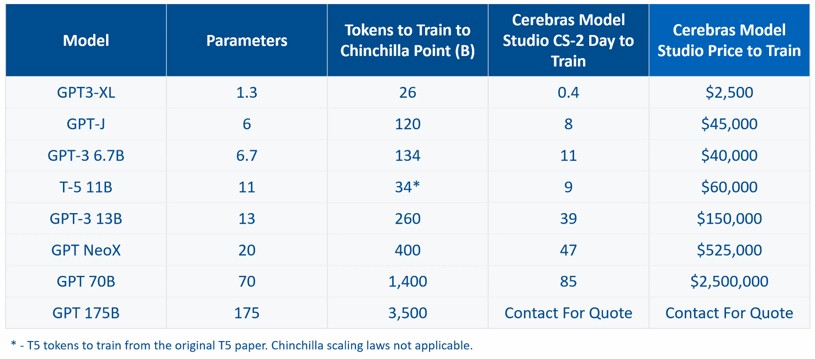 Model Parameters Tokens to Train to Chinchilla Point (B) Cerebras Model Studio CS-2 Day to Train Cerebras Model Studio Price to Train
GPT3-XL 1.3 26 0.4 $2,500
GPT-J 6 120 8 $45,000
GPT-3 6.7B 6.7 134 11 $40,000
T-5 11B 11 34* 9 $60,000
GPT-3 13B 13 260 39 $150,000
GPT NeoX 20 400 47 $525,000
GPT 70B 70 1,400 85 $2,500,000
GPT 175B 175 3,500 Contact For Quote Contact For Quote
* - T5 tokens to train from the original T5 paper. Chinchilla scaling laws not applicable.